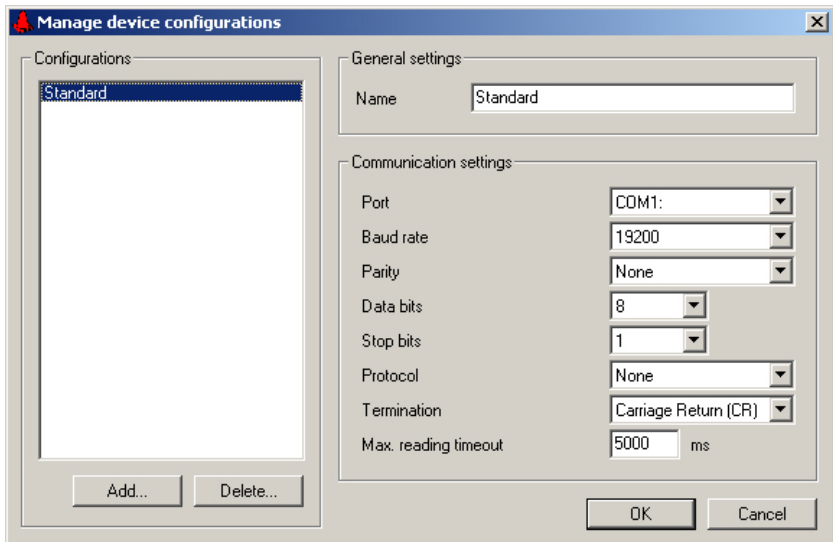 Manage device configurations
Configurations
Standard
Add...
Delete...
General settings
Name Standard
Communication settings
Port COM1:
Baud rate 19200
Parity None
Data bits 8
Stop bits 1
Protocol None
Termination Carriage Return (CR)
Max. reading timeout 5000 ms
OK Cancel